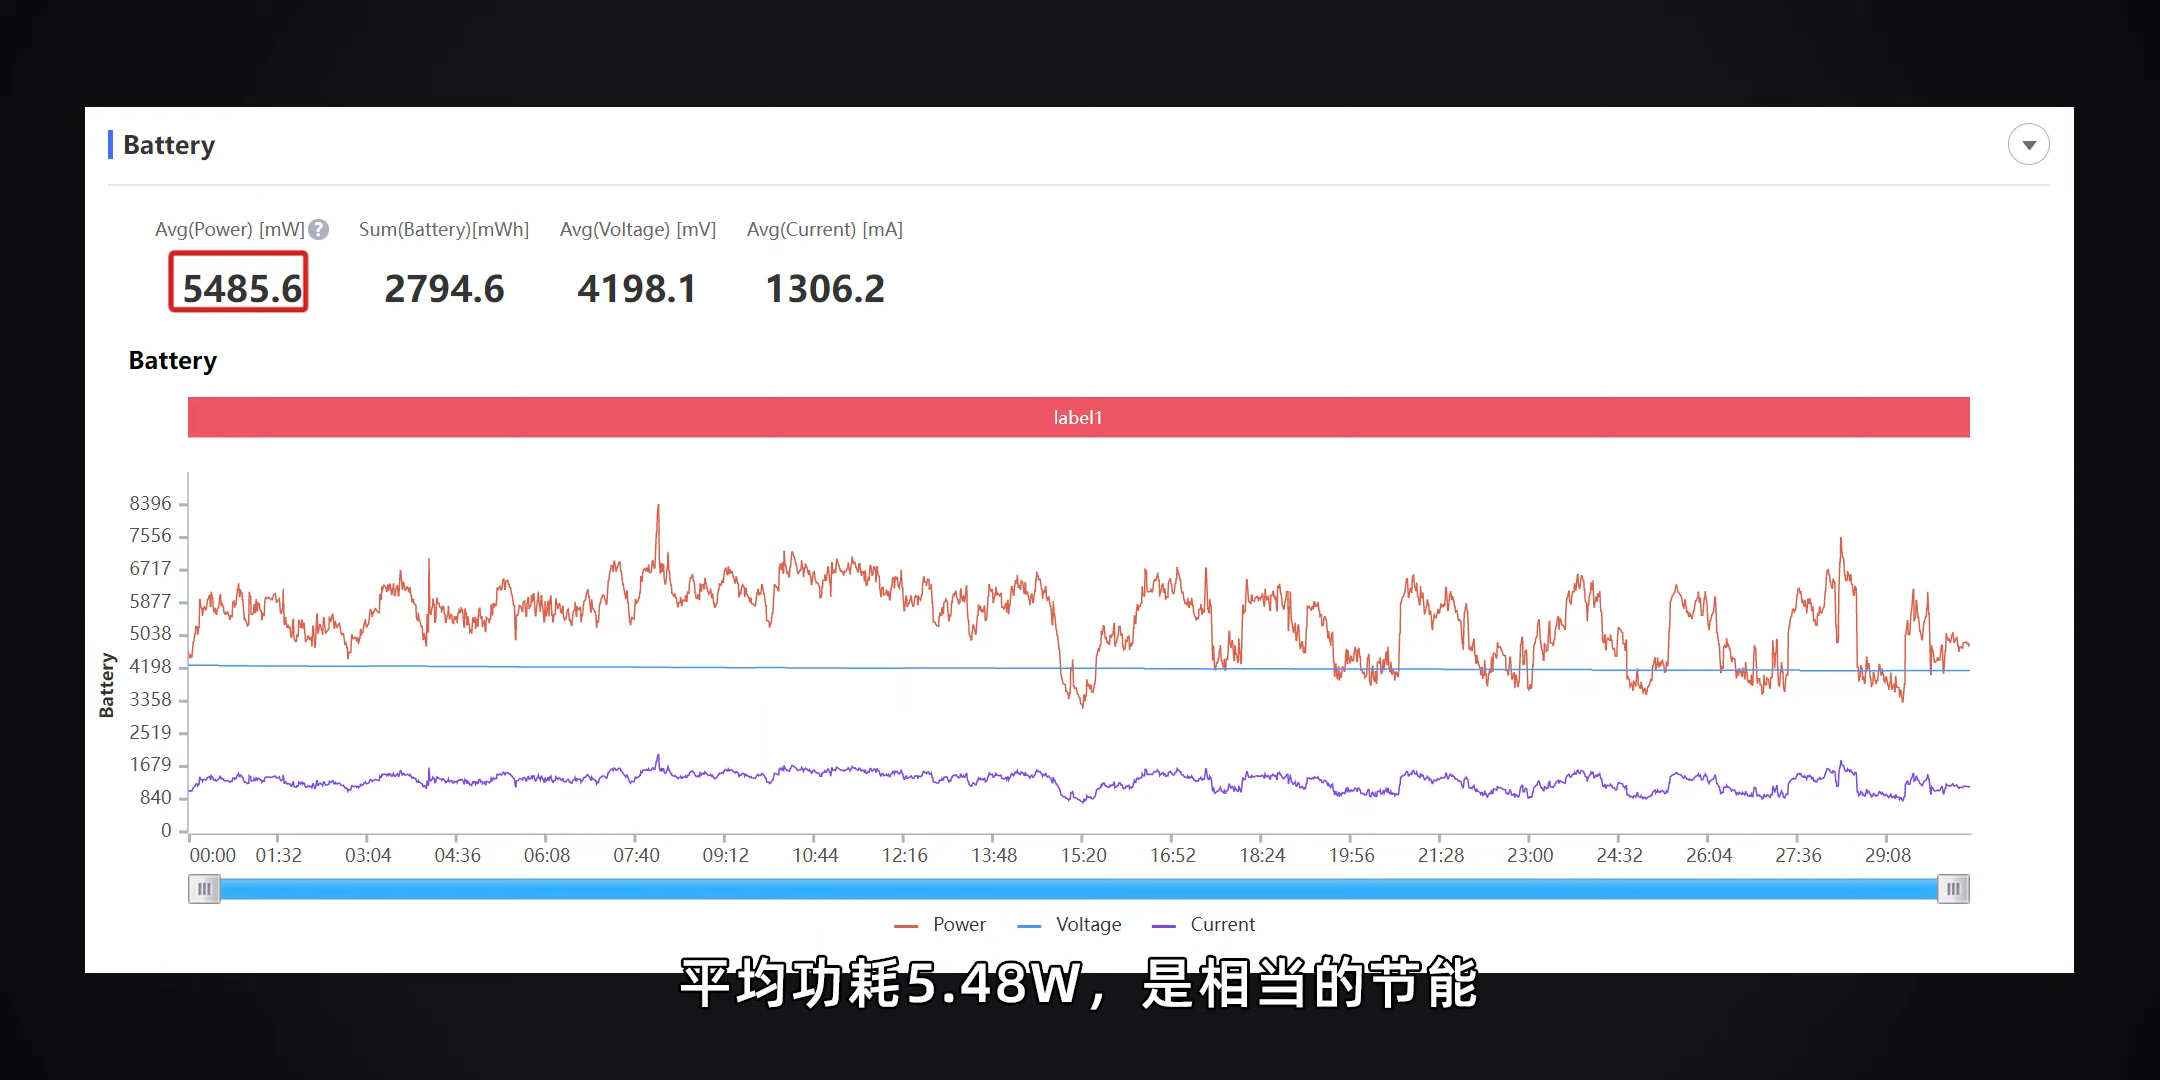 Battery
Avg(Power) [mW] ? Sum(Battery)[mWh] Avg(Voltage) [mV] Avg(Current) [mA]
5485.6 2794.6 4198.1 1306.2
Battery
label1
8396
7556
6717
5877
5038
4198
3358
2519
1679
840
0
Battery
00:00 01:32 03:04 04:36 06:08 07:40 09:12 10:44 12:16 13:48 15:20 16:52 18:24 19:56 21:28 23:00 24:32 26:04 27:36 29:08
Power Voltage Current
平均功耗5.48W，是相当的节能